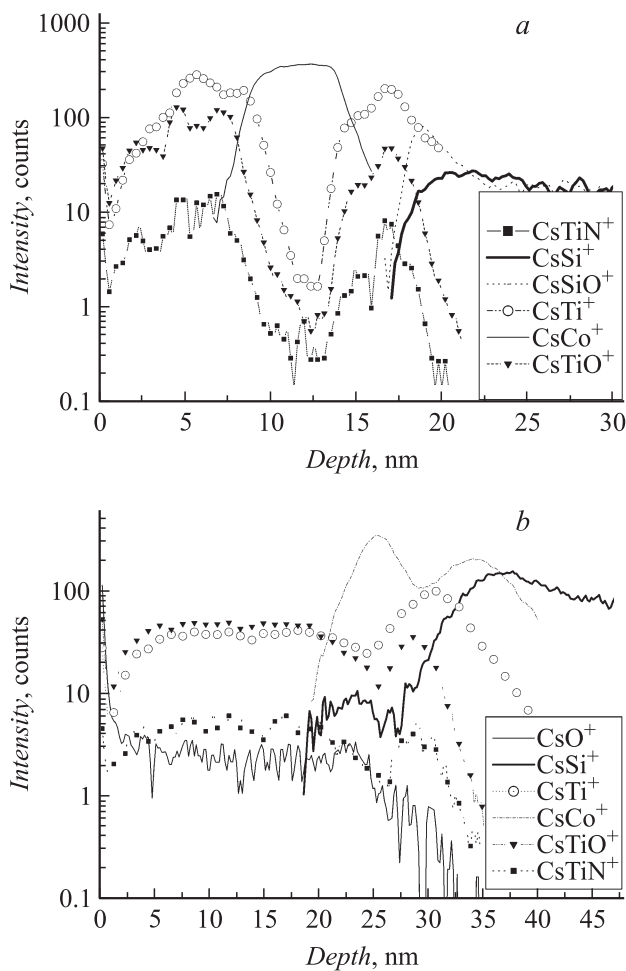 a
1000
100
10
1
0.1
Intensity, counts
CsTiN+
CsSi+
CsSiO+
CsTi+
CsCo+
CsTiO+
0 5 10 15 20 25 30
Depth, nm
b
100
10
1
0.1
Intensity, counts
CsO+
CsSi+
CsTi+
CsCo+
CsTiO+
CsTiN+
0 5 10 15 20 25 30 35 40 45
Depth, nm